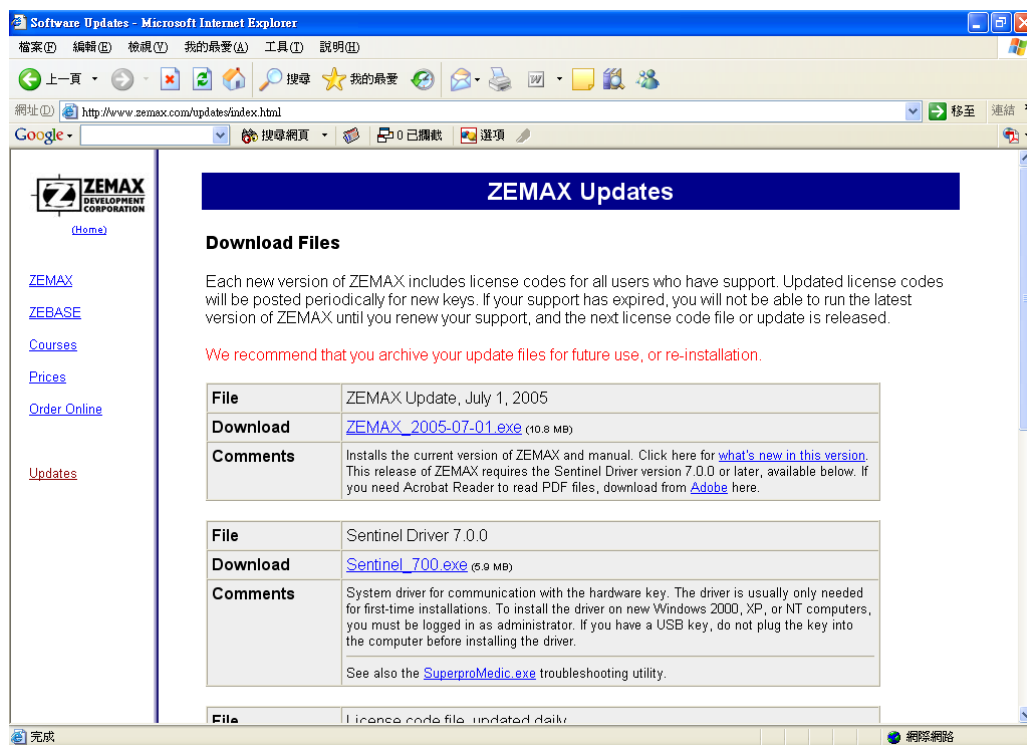 Software Updates - Microsoft Internet Explorer
檔案(F) 編輯(E) 檢視(V) 我的最愛(A) 工具(T) 說明(H)
上一頁 搜尋 我的最愛
網址(D) http://www.zemax.com/updates/index.html 移至 連結
Google 搜尋網頁 0 已攔截 選項
ZEMAX
DEVELOPMENT
CORPORATION
(Home)
ZEMAX
ZEBASE
Courses
Prices
Order Online
Updates
ZEMAX Updates
Download Files
Each new version of ZEMAX includes license codes for all users who have support. Updated license codes
will be posted periodically for new keys. If your support has expired, you will not be able to run the latest
version of ZEMAX until you renew your support, and the next license code file or update is released.
We recommend that you archive your update files for future use, or re-installation.
File ZEMAX Update, July 1, 2005
Download ZEMAX_2005-07-01.exe (10.8 MB)
Comments Installs the current version of ZEMAX and manual. Click here for what's new in this version.
This release of ZEMAX requires the Sentinel Driver version 7.0.0 or later, available below. If
you need Acrobat Reader to read PDF files, download from Adobe here.
File Sentinel Driver 7.0.0
Download Sentinel_700.exe (5.9 MB)
Comments System driver for communication with the hardware key. The driver is usually only needed
for first-time installations. To install the driver on new Windows 2000, XP, or NT computers,
you must be logged in as administrator. If you have a USB key, do not plug the key into
the computer before installing the driver.
See also the SuperproMedic.exe troubleshooting utility.
File License code file, updated daily
完成 網際網路